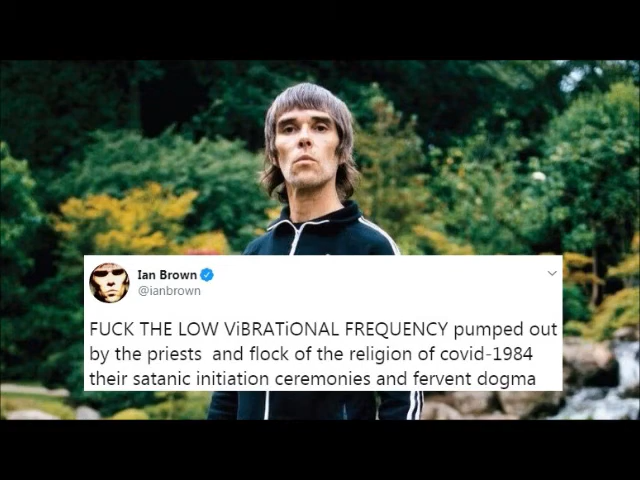 Ian Brown
@ianbrown
FUCK THE LOW ViBRATiONAL FREQUENCY pumped out
by the priests and flock of the religion of covid-1984
their satanic initiation ceremonies and fervent dogma